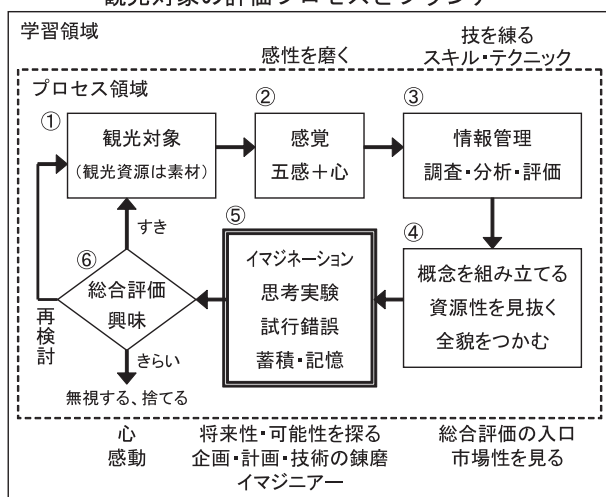 学習領域
感性を磨く
技を練る
スキル・テクニック
プロセス領域
①
観光対象
(観光資源は素材)
②
感覚
五感+心
③
情報管理
調査・分析・評価
④
概念を組み立てる
資源性を見抜く
全貌をつかむ
⑤
イマジネーション
思考実験
試行錯誤
蓄積・記憶
⑥
総合評価
興味
すき
きらい
再検討
無視する、捨てる
心
感動
将来性・可能性を探る
企画・計画・技術の錬磨
イマジニアー
総合評価の入口
市場性を見る